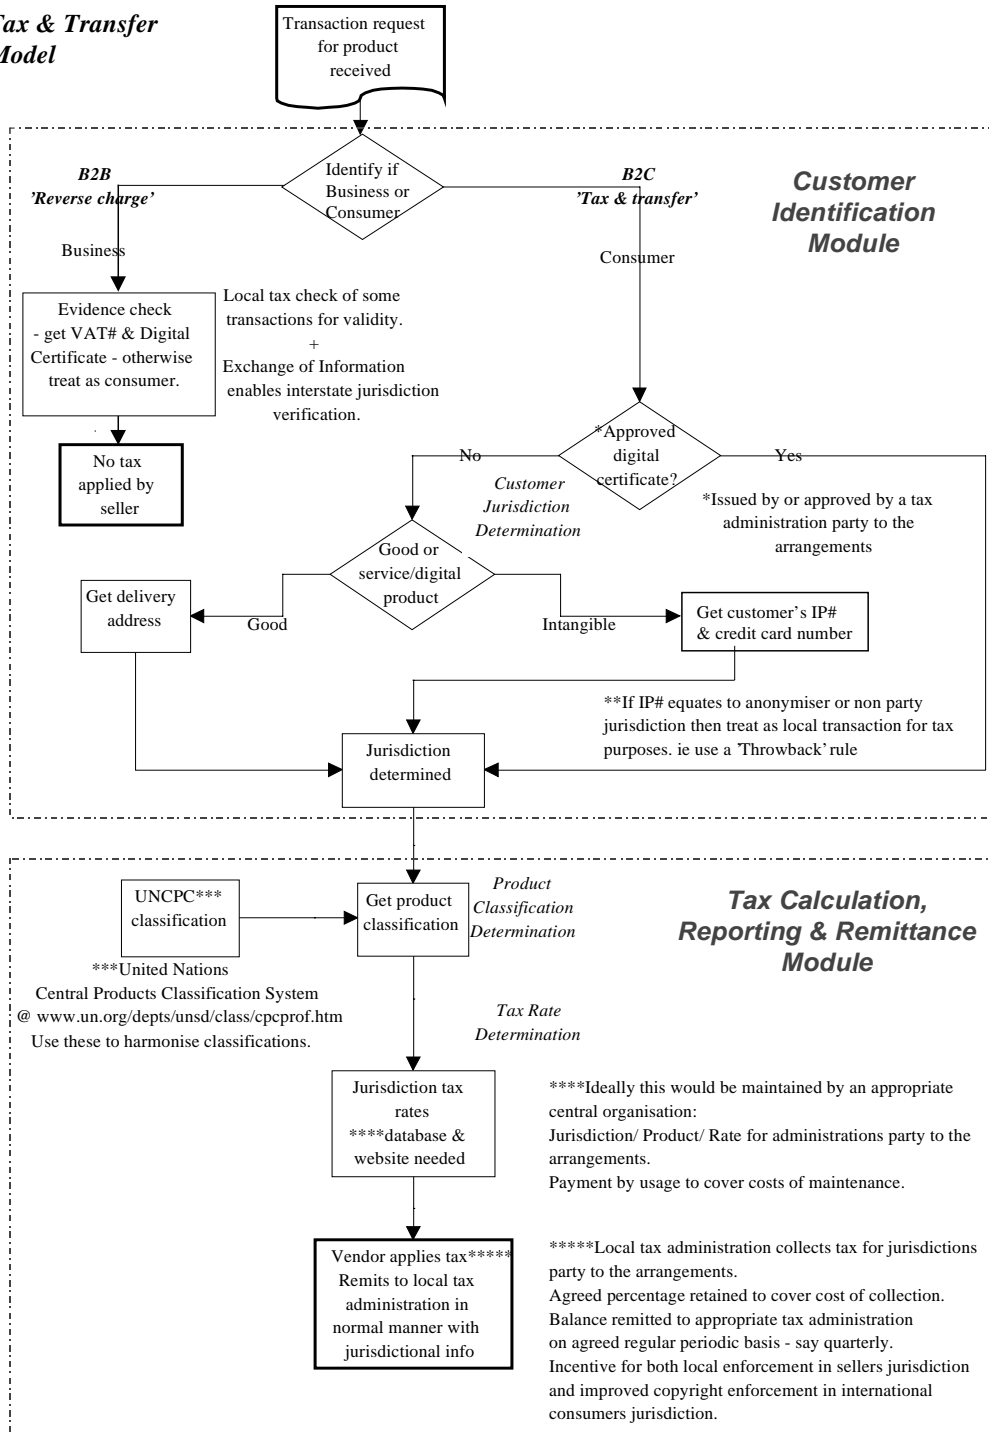 Tax & Transfer
Model
Transaction request
for product
received
B2B
’Reverse charge’
Identify if
Business or
Consumer
B2C
’Tax & transfer’
Customer
Identification
Module
Business
Consumer
Evidence check
- get VAT# & Digital
Certificate - otherwise
treat as consumer.
Local tax check of some
transactions for validity.
+
Exchange of Information
enables interstate jurisdiction
verification.
No tax
applied by
seller
*Approved
digital
certificate?
No
Yes
Customer
Jurisdiction
Determination
*Issued by or approved by a tax
administration party to the
arrangements
Good or
service/digital
product
Get delivery
address
Good
Intangible
Get customer’s IP#
& credit card number
**If IP# equates to anonymiser or non party
jurisdiction then treat as local transaction for tax
purposes. ie use a ’Throwback’ rule
Jurisdiction
determined
UNCPC***
classification
Get product
classification
Product
Classification
Determination
Tax Calculation,
Reporting & Remittance
Module
***United Nations
Central Products Classification System
@ www.un.org/depts/unsd/class/cpcprof.htm
Use these to harmonise classifications.
Tax Rate
Determination
Jurisdiction tax
rates
****database &
website needed
****Ideally this would be maintained by an appropriate
central organisation:
Jurisdiction/ Product/ Rate for administrations party to the
arrangements.
Payment by usage to cover costs of maintenance.
Vendor applies tax*****
Remits to local tax
administration in
normal manner with
jurisdictional info
*****Local tax administration collects tax for jurisdictions
party to the arrangements.
Agreed percentage retained to cover cost of collection.
Balance remitted to appropriate tax administration
on agreed regular periodic basis - say quarterly.
Incentive for both local enforcement in sellers jurisdiction
and improved copyright enforcement in international
consumers jurisdiction.